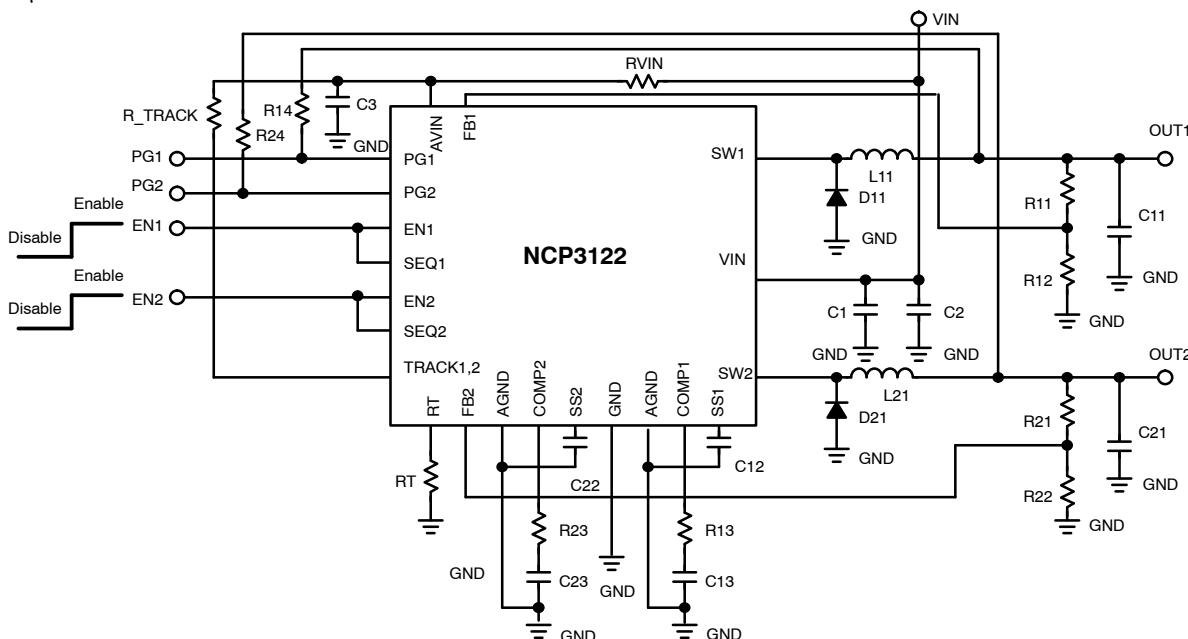 VIN
RVIN
R_TRACK
R14
C3
R24
GND
AVIN
FB1
OUT1
PG1
PG1
SW1
L11
PG2
PG2
D11
R11
C11
Enable
EN1
EN1
GND
Disable
SEQ1
NCP3122
VIN
R12
GND
Enable
EN2
EN2
C1
C2
GND
Disable
SEQ2
GND
GND
OUT2
TRACK1,2
SW2
L21
RT
FB2
AGND
COMP2
SS2
GND
AGND
COMP1
SS1
D21
R21
C21
GND
C12
RT
C22
R22
GND
R23
R13
GND
GND
C23
GND
C13
GND
GND